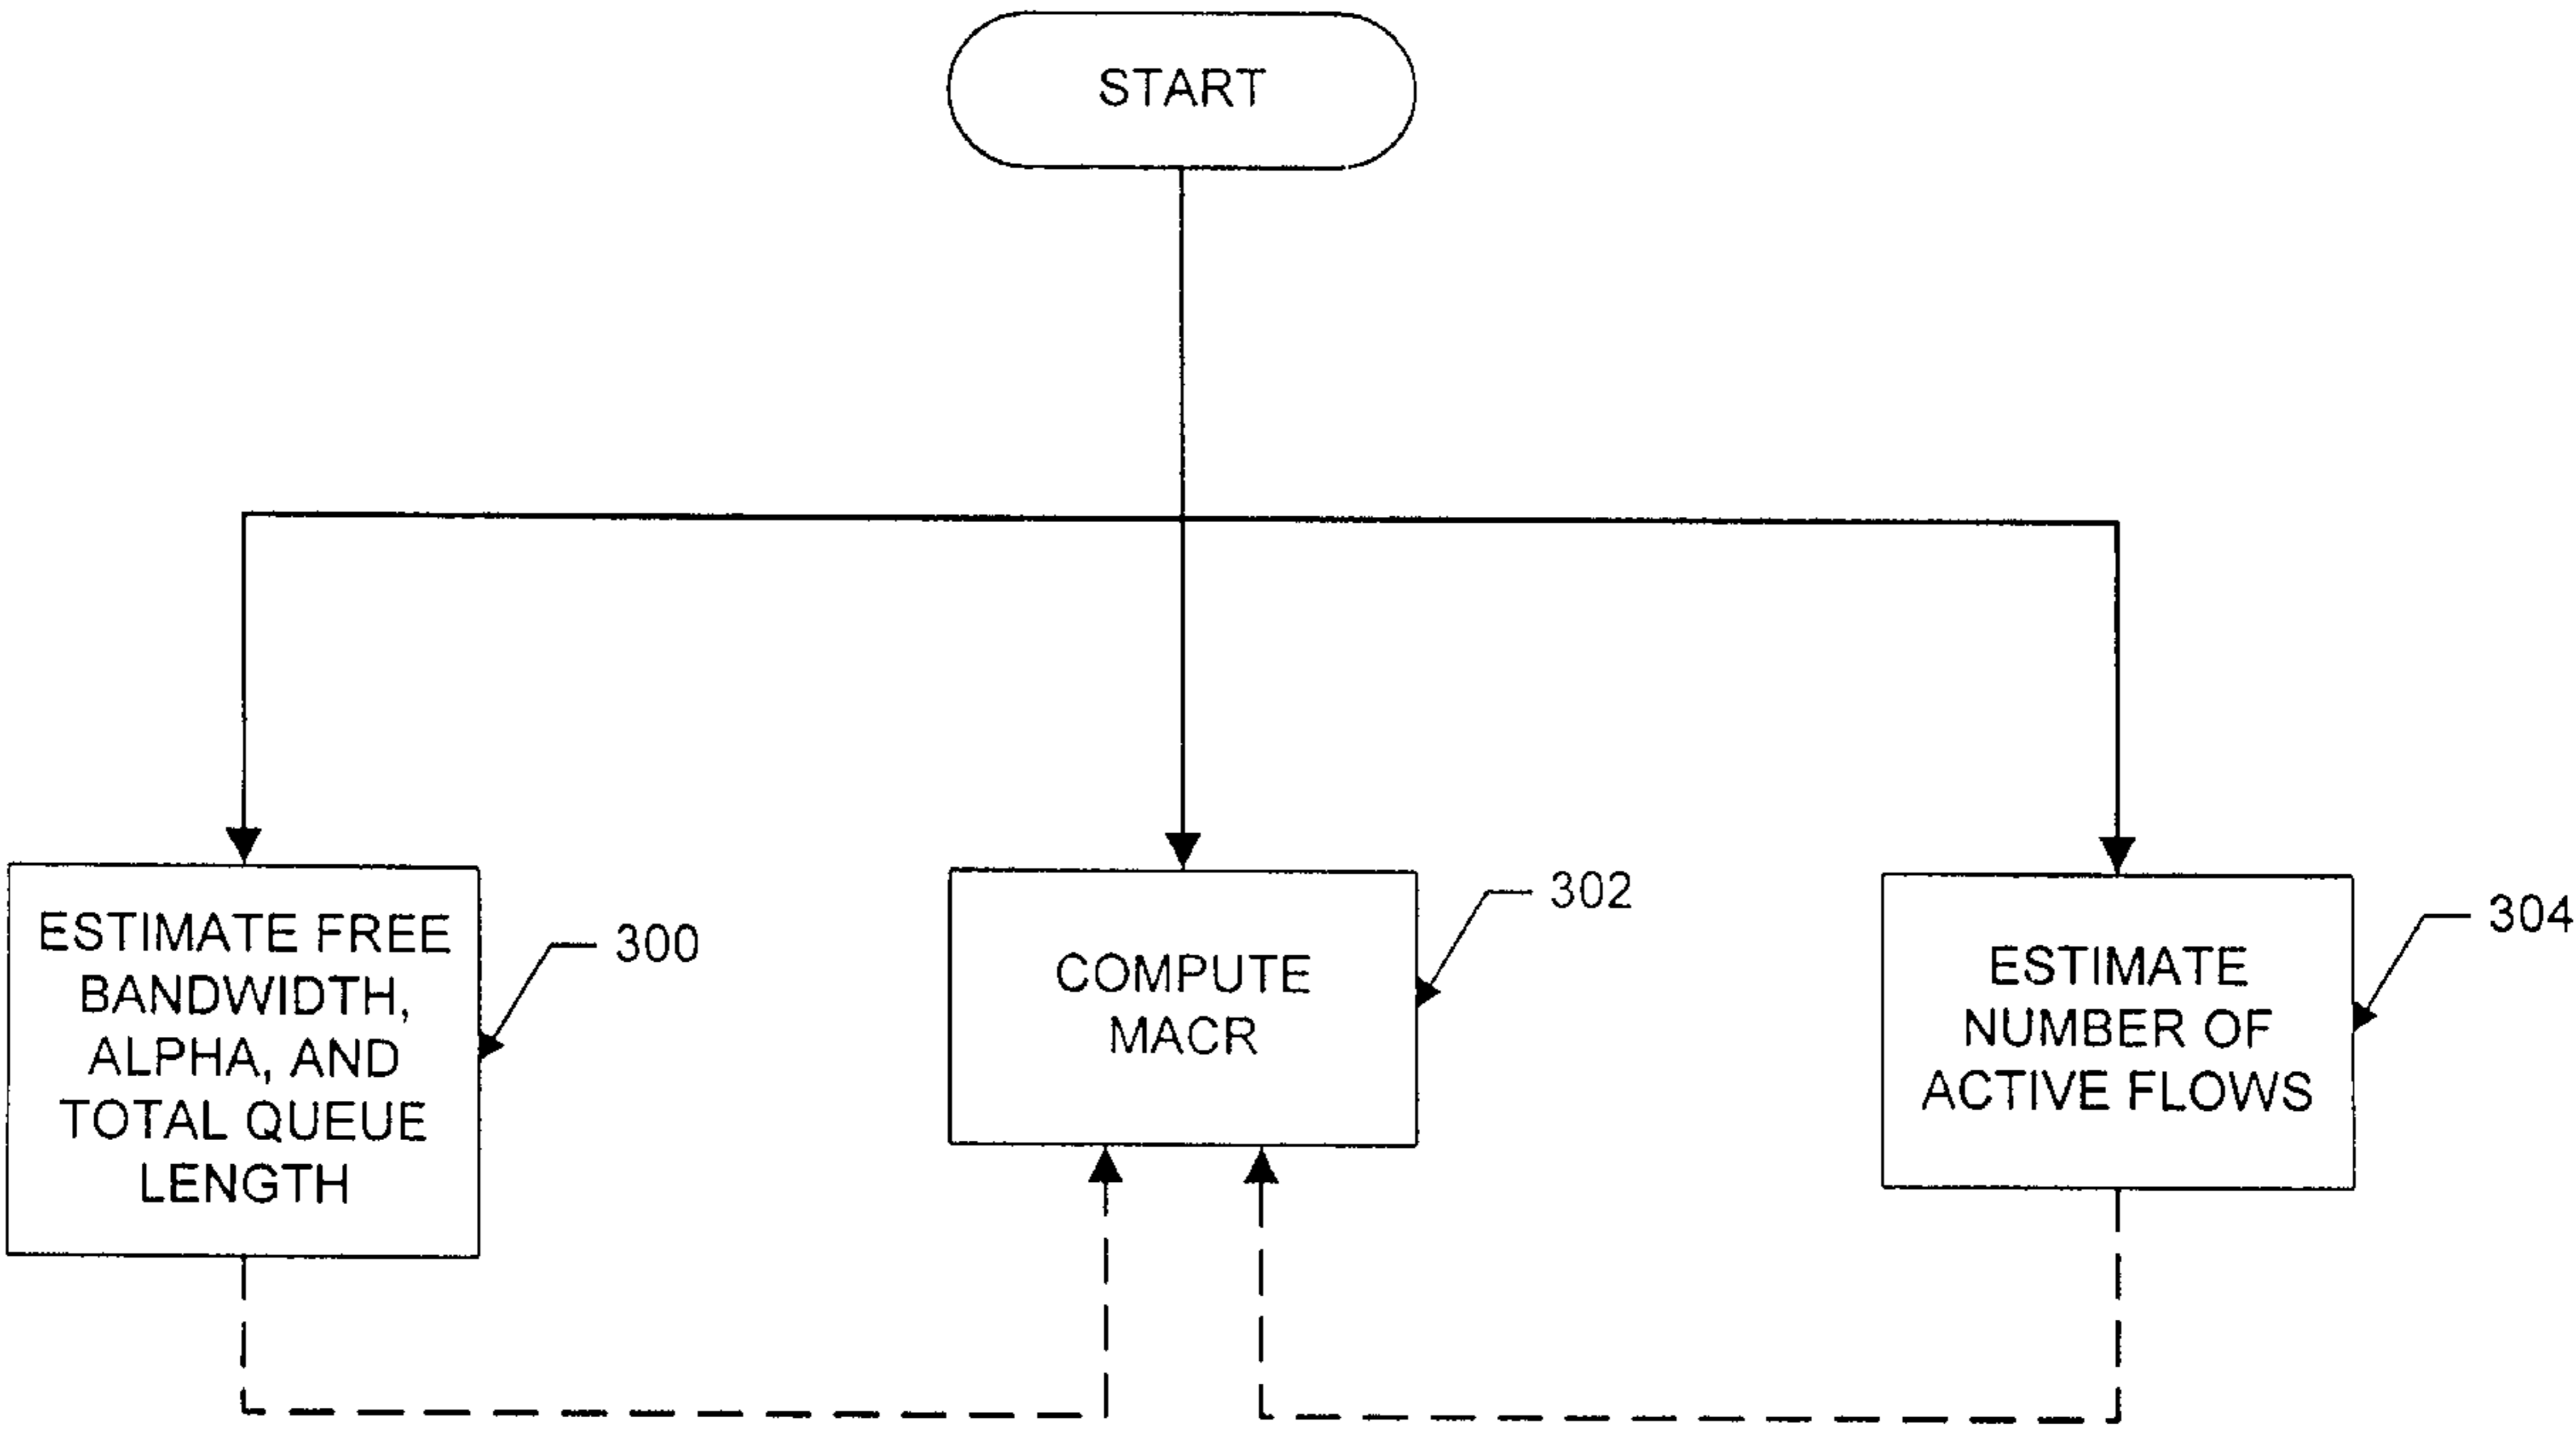 START
ESTIMATE FREE
BANDWIDTH,
ALPHA, AND
TOTAL QUEUE
LENGTH
300
COMPUTE
MACR
302
ESTIMATE
NUMBER OF
ACTIVE FLOWS
304